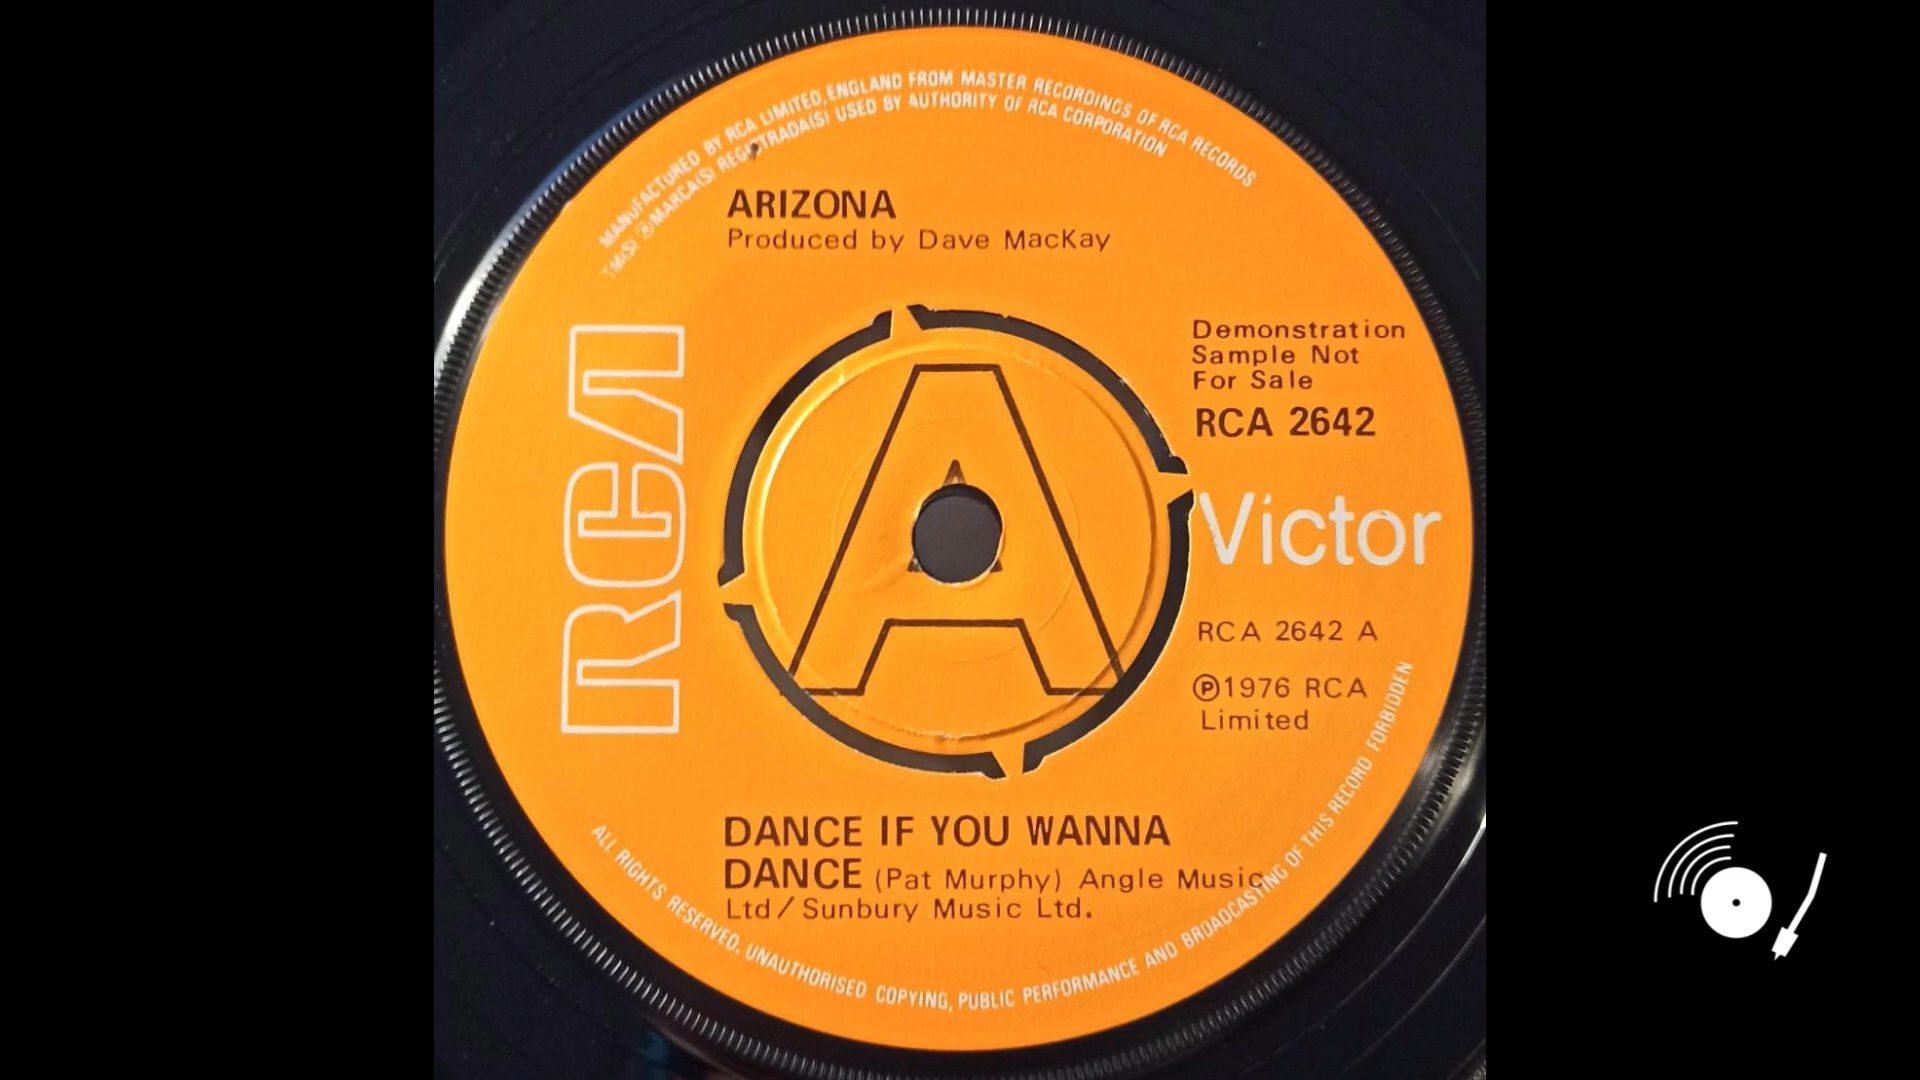 MANUFACTURED BY RCA LIMITED, ENGLAND FROM MASTER RECORDINGS OF RCA RECORDS
TM(S) ®MARCA(S) REGISTRADA(S) USED BY AUTHORITY OF RCA CORPORATION
ARIZONA
Produced by Dave MacKay
Demonstration
Sample Not
For Sale
RCA 2642
RCA
A
A
Victor
RCA 2642 A
Ⓟ1976 RCA
Limited
DANCE IF YOU WANNA
DANCE (Pat Murphy) Angle Music
Ltd/Sunbury Music Ltd.
ALL RIGHTS RESERVED. UNAUTHORISED COPYING, PUBLIC PERFORMANCE AND BROADCASTING OF THIS RECORD FORBIDDEN